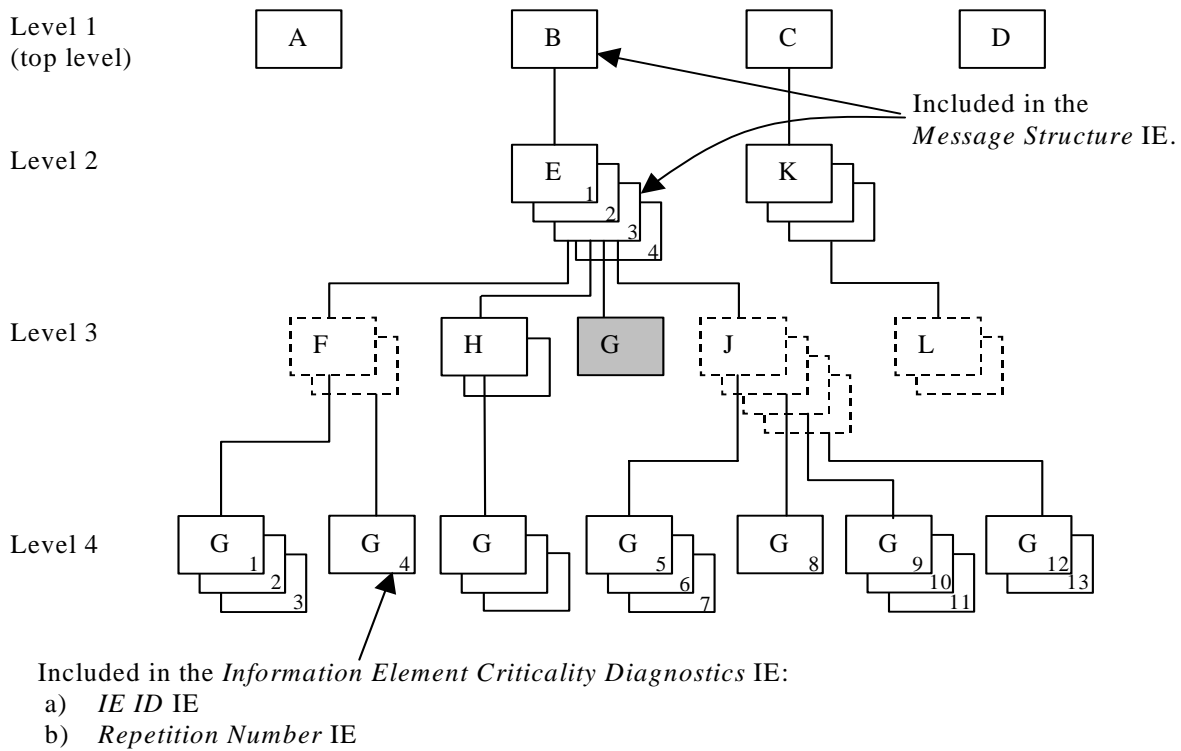 Level 1
(top level)
A
B
C
D
Included in the
Message Structure IE.
Level 2
E
1
2
3
4
K
Level 3
F
H
G
J
L
Level 4
G
1
2
3
G
4
G
G
5
6
7
G
8
G
9
10
11
G
12
13
Included in the Information Element Criticality Diagnostics IE:
a) IE ID IE
b) Repetition Number IE